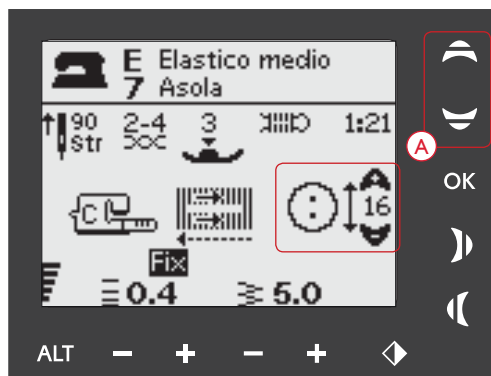 E Elastico medio
7 Asola
90 2-4 3 1:21
Str
A
OK
C
16
Fix
0.4 5.0
ALT - + - +